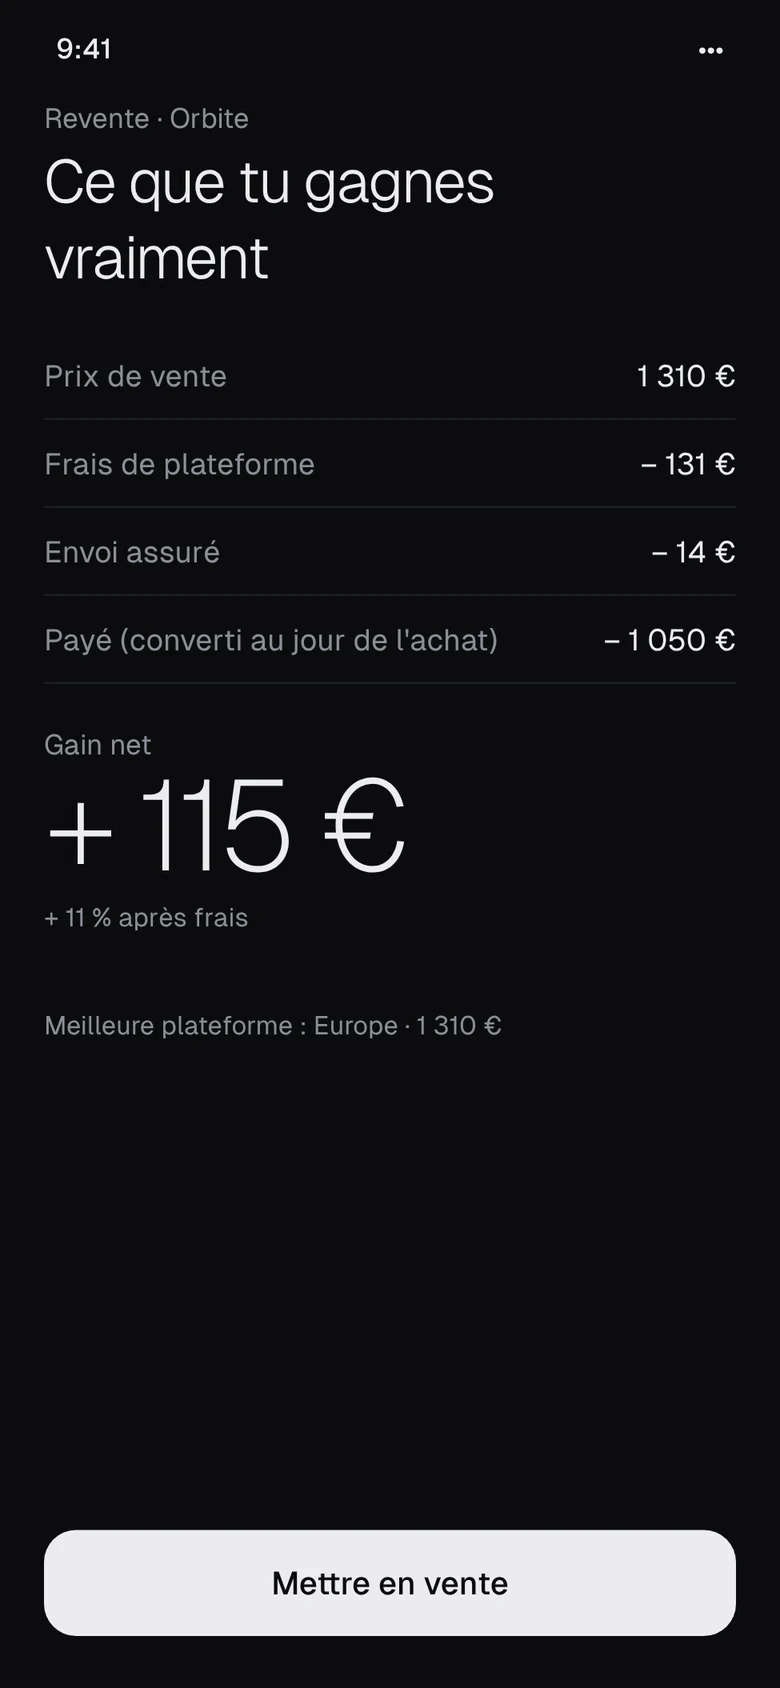 9:41
Revente · Orbite
Ce que tu gagnes
vraiment
Prix de vente 1 310 €
Frais de plateforme – 131 €
Envoi assuré – 14 €
Payé (converti au jour de l'achat) – 1 050 €
Gain net
+ 115 €
+ 11 % après frais
Meilleure plateforme : Europe · 1 310 €
Mettre en vente